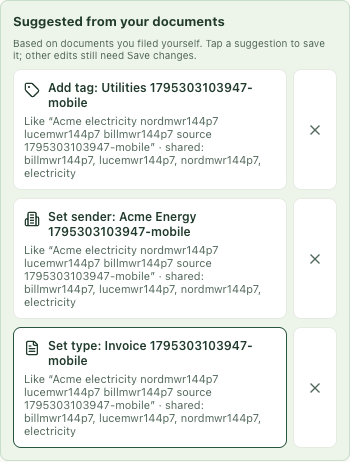 Suggested from your documents
Based on documents you filed yourself. Tap a suggestion to save
it; other edits still need Save changes.
Add tag: Utilities 1795303103947-
mobile
Like “Acme electricity nordmwr144p7
lucemwr144p7 billmwr144p7 source
1795303103947-mobile” · shared:
billmwr144p7, lucemwr144p7, nordmwr144p7,
electricity
Set sender: Acme Energy
1795303103947-mobile
Like “Acme electricity nordmwr144p7
lucemwr144p7 billmwr144p7 source
1795303103947-mobile” · shared:
billmwr144p7, lucemwr144p7, nordmwr144p7,
electricity
Set type: Invoice 1795303103947-
mobile
Like “Acme electricity nordmwr144p7
lucemwr144p7 billmwr144p7 source
1795303103947-mobile” · shared:
billmwr144p7, lucemwr144p7, nordmwr144p7,
electricity